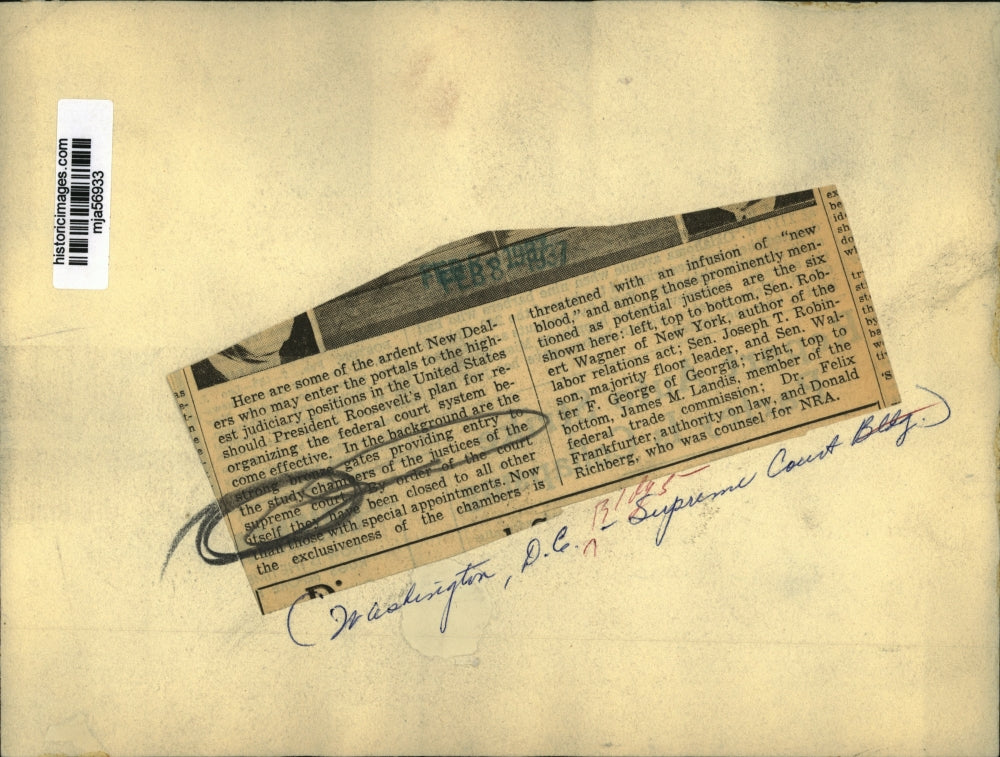 historicimages.com
mja56933
FEB 8 1937
Here are some of the ardent New Deal-
ers who may enter the portals to the high-
est judiciary positions in the United States
should President Roosevelt's plan for re-
organizing the federal court system be-
come effective. In the background are the
strong bronze gates providing entry to
the study chambers of the justices of the
supreme court. By order of the court
itself they have been closed to all other
than those with special appointments. Now
the exclusiveness of the chambers is
threatened with an infusion of "new
blood," and among those prominently men-
tioned as potential justices are the six
shown here: left, top to bottom, Sen. Rob-
ert Wagner of New York, author of the
labor relations act; Sen. Joseph T. Robin-
son, majority floor leader, and Sen. Wal-
ter F. George of Georgia; right, top to
bottom, James M. Landis, member of the
federal trade commission; Dr. Felix
Frankfurter, authority on law, and Donald
Richberg, who was counsel for NRA.
Bldgs
(Washington, D.C. - Supreme Court Bldg.)